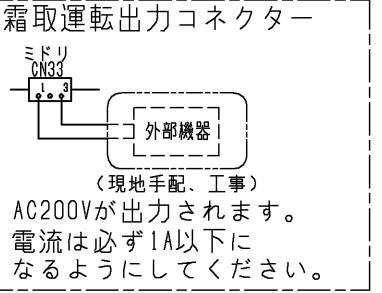 霜取運転出力コネクター
ミドリ
CN33
1 3
外部機器
(現地手配、工事)
AC200Vが出力されます。
電流は必ず1A以下に
なるようにしてください。